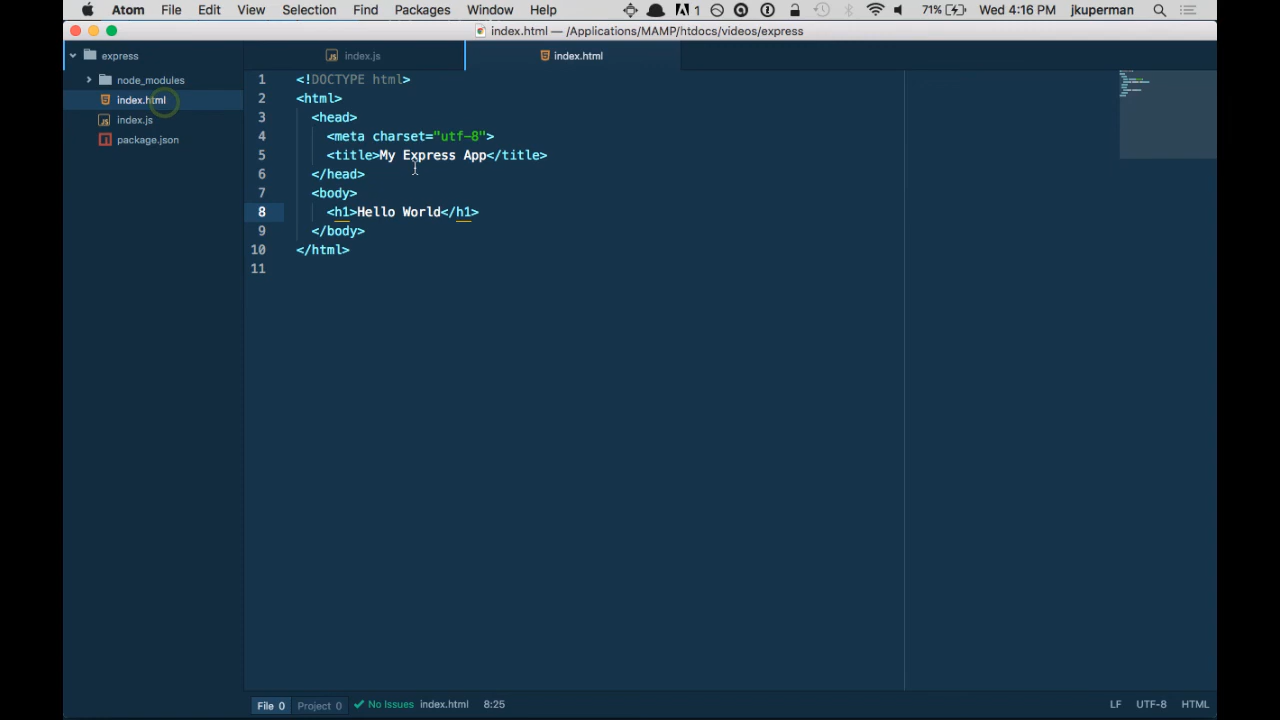 Atom File Edit View Selection Find Packages Window Help 1 71% Wed 4:16 PM jkuperman
index.html — /Applications/MAMP/htdocs/videos/express
express
index.js
index.html
node_modules
index.html
index.js
package.json
1 <!DOCTYPE html>
2 <html>
3 <head>
4 <meta charset="utf-8">
5 <title>My Express App</title>
6 </head>
7 <body>
8 <h1>Hello World</h1>
9 </body>
10 </html>
11
File 0 Project 0 No Issues index.html 8:25 LF UTF-8 HTML